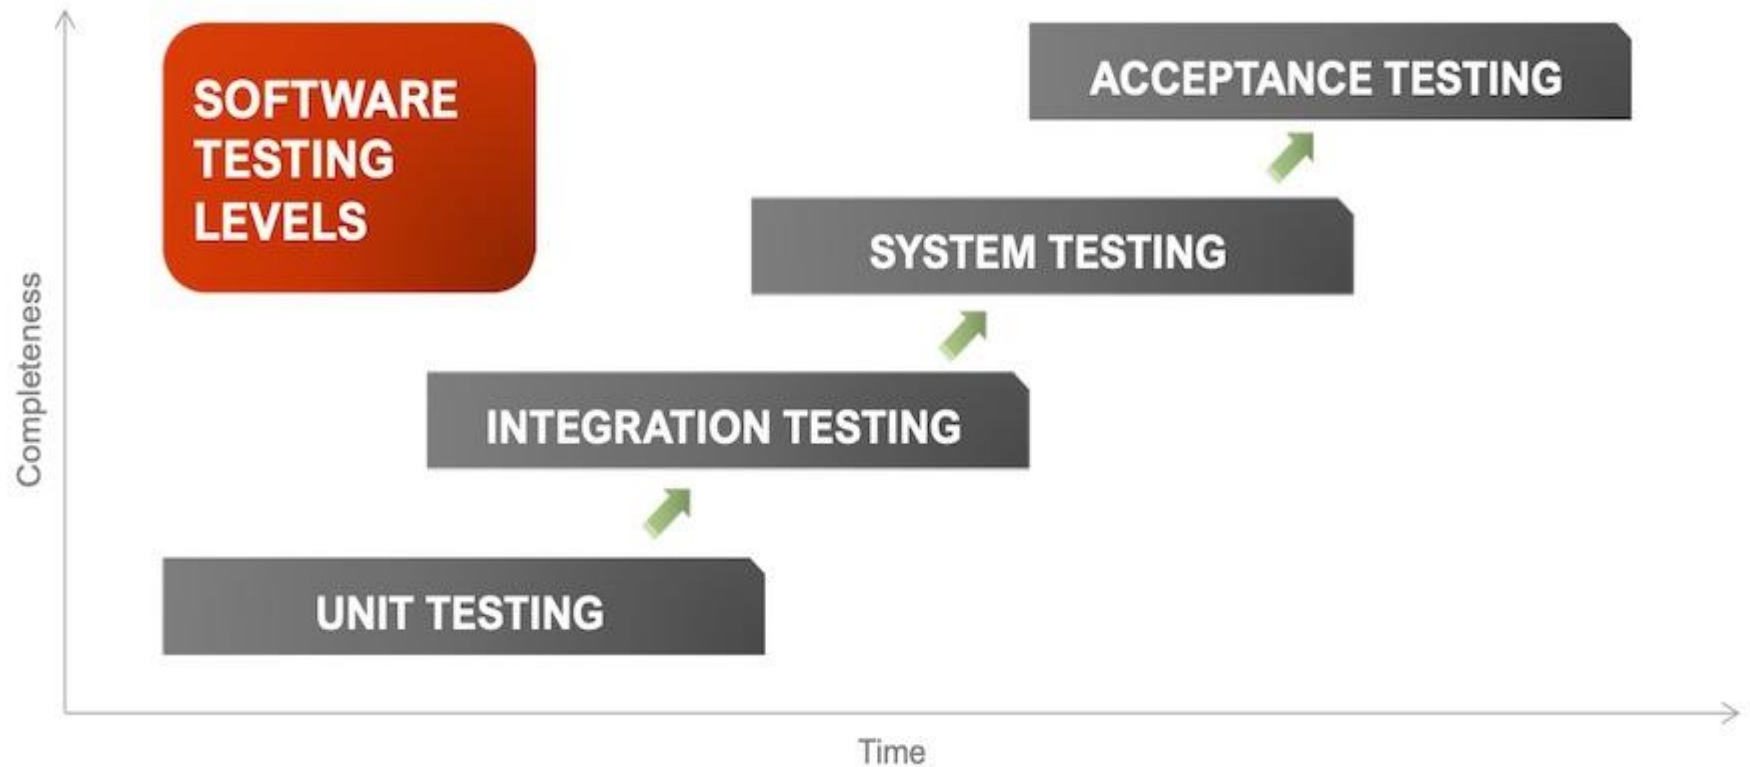 SOFTWARE
TESTING
LEVELS
ACCEPTANCE TESTING
SYSTEM TESTING
INTEGRATION TESTING
UNIT TESTING
Completeness
Time